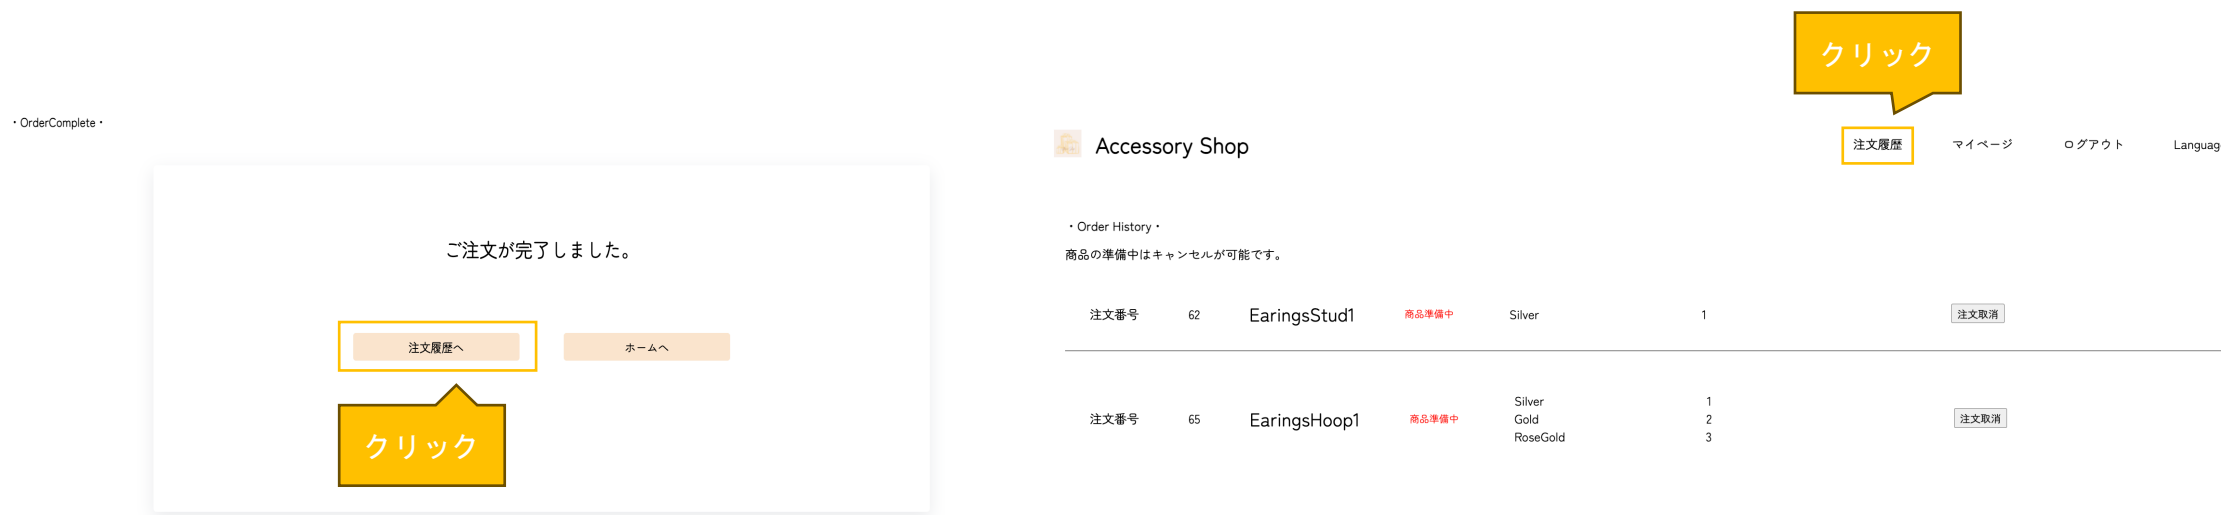 ・OrderComplete・
ご注文が完了しました。
注文履歴へ ホームへ
クリック
クリック
Accessory Shop 注文履歴 マイページ ログアウト Languag
・Order History・
商品の準備中はキャンセルが可能です。
注文番号 62 EaringsStud1 商品準備中 Silver 1 注文取消
注文番号 65 EaringsHoop1 商品準備中 Silver 1 注文取消
Gold 2
RoseGold 3